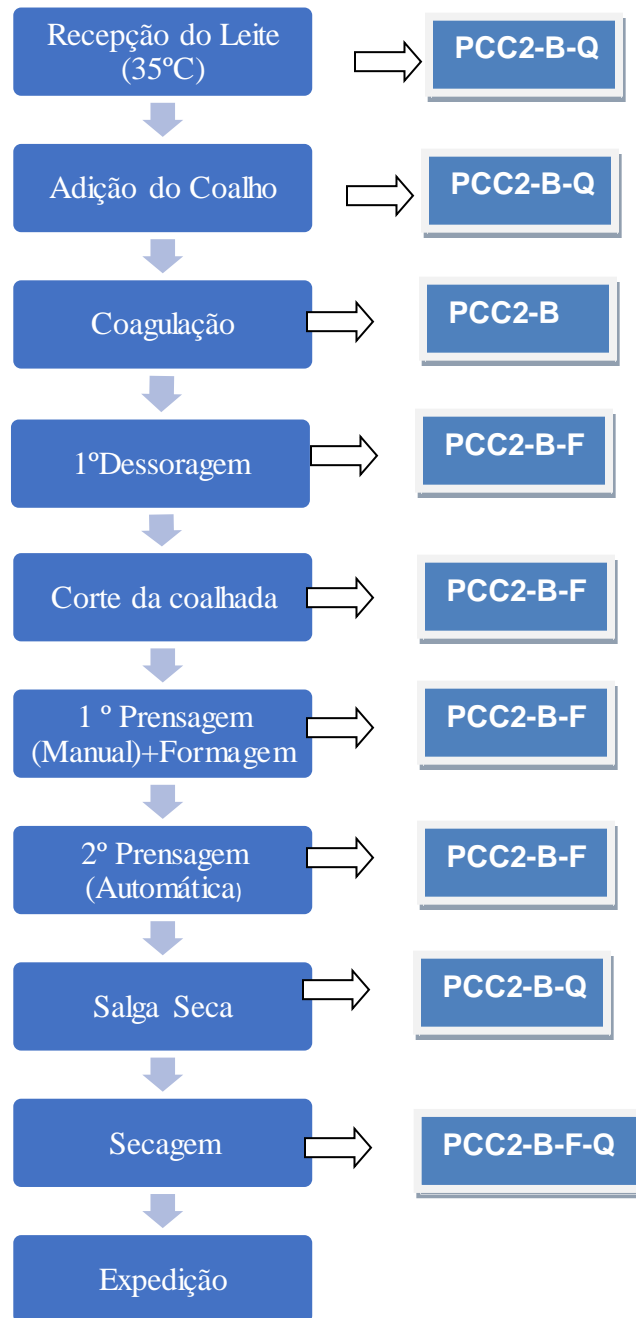 Recepção do Leite
(35ºC)
PCC2-B-Q
Adição do Coalho
PCC2-B-Q
Coagulação
PCC2-B
1ºDessoragem
PCC2-B-F
Corte da coalhada
PCC2-B-F
1 º Prensagem
(Manual)+Formagem
PCC2-B-F
2º Prensagem
(Automática)
PCC2-B-F
Salga Seca
PCC2-B-Q
Secagem
PCC2-B-F-Q
Expedição